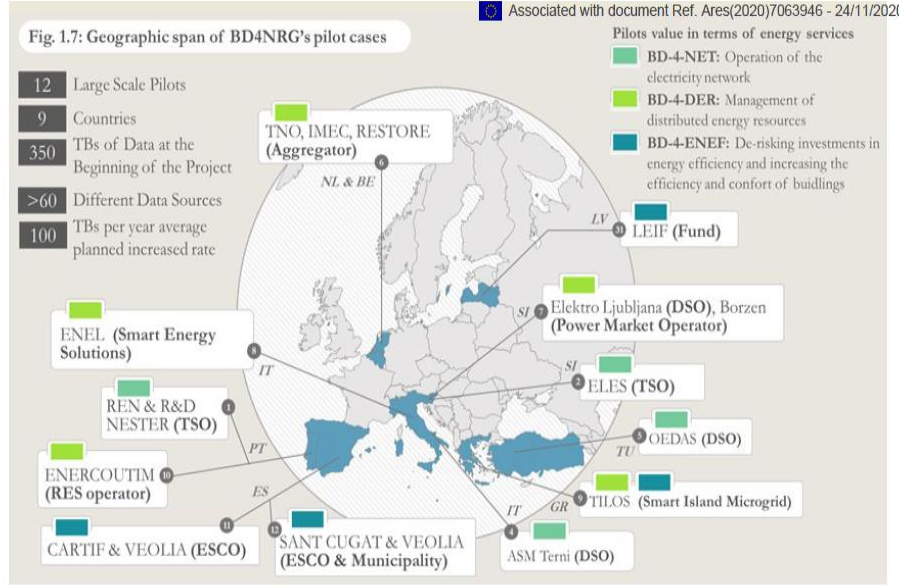 Associated with document Ref. Ares(2020)7063946 - 24/11/2020
Fig. 1.7: Geographic span of BD4NRG's pilot cases
12 Large Scale Pilots
9 Countries
350 TBs of Data at the
Beginning of the Project
>60 Different Data Sources
100 TBs per year average
planned increased rate
Pilots value in terms of energy services
BD-4-NET: Operation of the
electricity network
BD-4-DER: Management of
distributed energy resources
BD-4-ENEF: De-risking investments in
energy efficiency and increasing the
efficiency and confort of buidlings
TNO, IMEC, RESTORE
(Aggregator)
6
NL & BE
LV
31 LEIF (Fund)
SI
7 Elektro Ljubljana (DSO), Borzen
(Power Market Operator)
ENEL (Smart Energy
Solutions)
8
IT
SI
2 ELES (TSO)
REN & R&D
NESTER (TSO)
1
PT
5 OEDAS (DSO)
TU
ENERCOUTIM
(RES operator)
10
9 TILOS (Smart Island Microgrid)
GR
ES
11
CARTIF & VEOLIA (ESCO)
12
SANT CUGAT & VEOLIA
(ESCO & Municipality)
IT
4
ASM Terni (DSO)